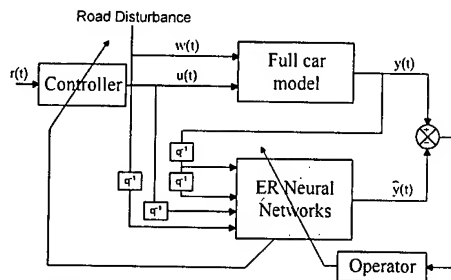 Road Disturbance
r(t)
Controller
w(t)
u(t)
Full car
model
y(t)
+
−
q⁻¹
q⁻¹
q⁻¹
q⁻¹
ER Neural
Networks
ŷ(t)
Operator